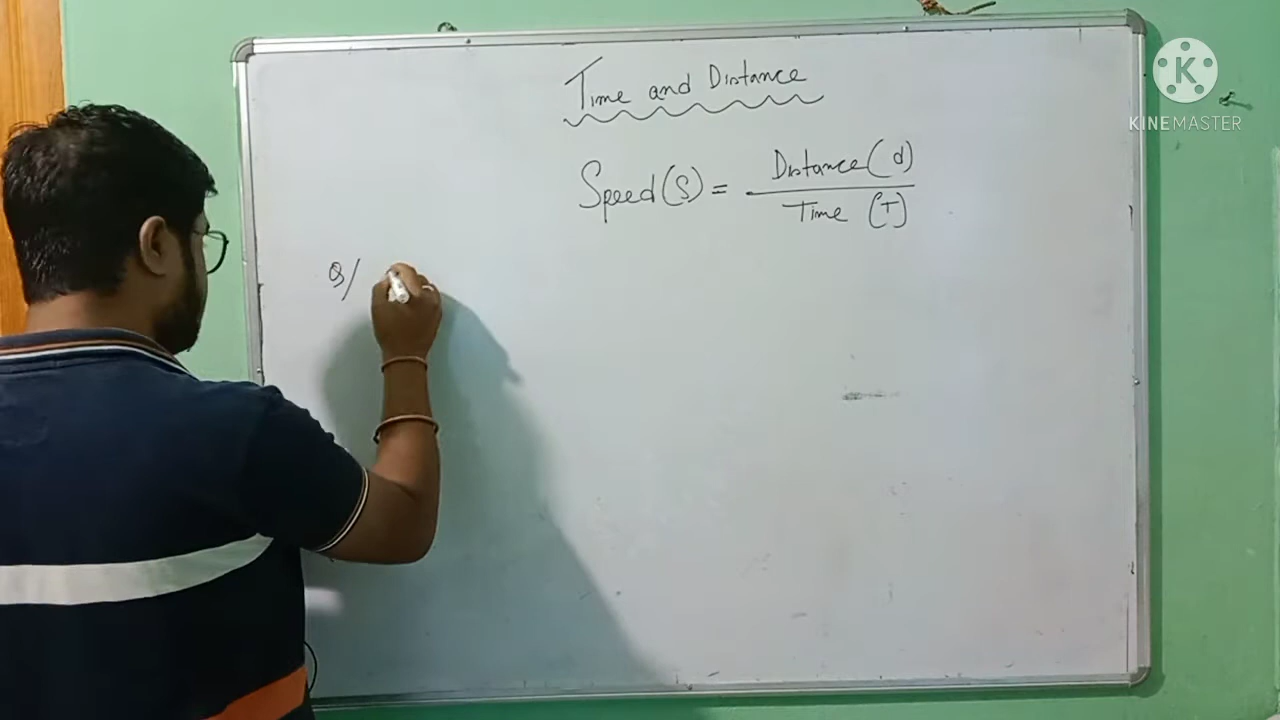 Time and Distance
Speed(S) = Distance(d) / Time (T)
Q/
K
KINEMASTER